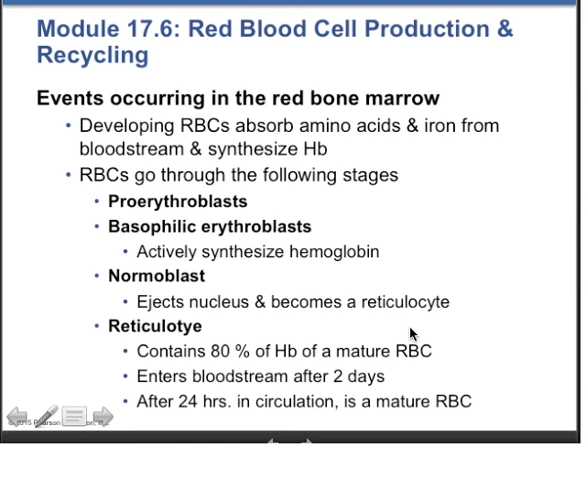 Module 17.6: Red Blood Cell Production &
Recycling
Events occurring in the red bone marrow
• Developing RBCs absorb amino acids & iron from
bloodstream & synthesize Hb
• RBCs go through the following stages
• Proerythroblasts
• Basophilic erythroblasts
• Actively synthesize hemoglobin
• Normoblast
• Ejects nucleus & becomes a reticulocyte
• Reticulotye
• Contains 80 % of Hb of a mature RBC
• Enters bloodstream after 2 days
• After 24 hrs. in circulation, is a mature RBC